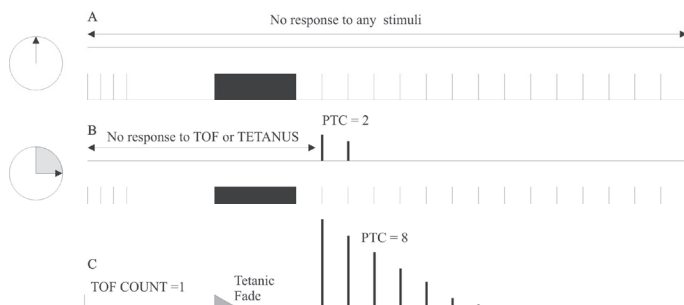 A
No response to any stimuli
B
PTC = 2
No response to TOF or TETANUS
PTC = 8
C
TOF COUNT =1
Tetanic
Fade